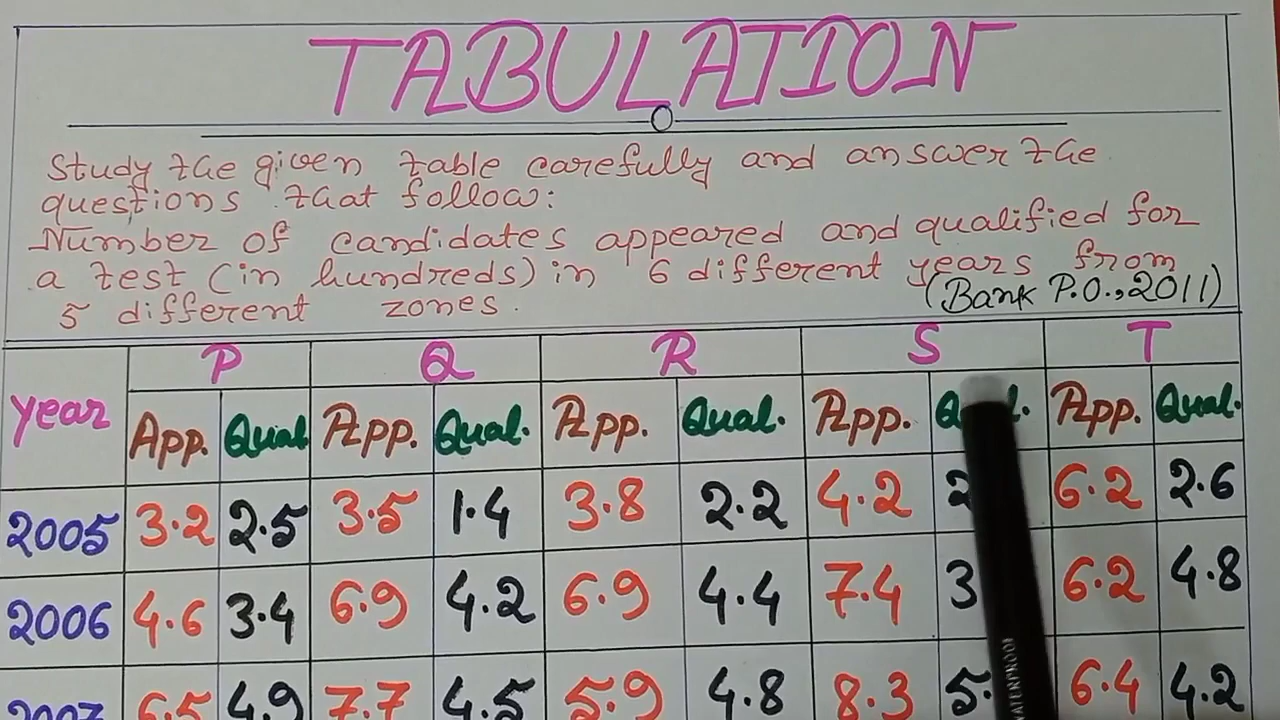 TABULATION
Study the given table carefully and answer the
questions that follow:
Number of candidates appeared and qualified for
a test (in hundreds) in 6 different years from
5 different zones.
(Bank P.O., 2011)
P Q R S T
year App. Qual. App. Qual. App. Qual. App. App. Qual.
2005 3.2 2.5 3.5 1.4 3.8 2.2 4.2 6.2 2.6
2006 4.6 3.4 6.9 4.2 6.9 4.4 7.4 6.2 4.8
2007 6.5 4.9 7.7 4.5 5.9 4.8 8.3 6.4 4.2
WATERPROOF